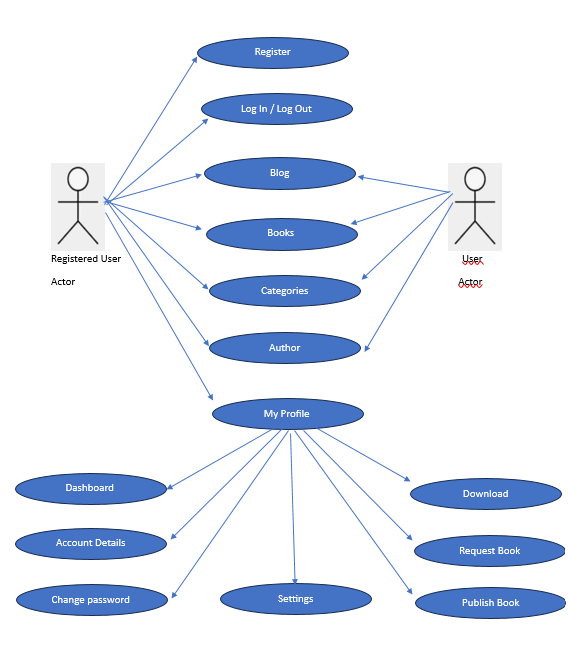 Register
Log In / Log Out
Blog
Books
Categories
Author
Registered User
Actor
User
Actor
My Profile
Dashboard
Account Details
Change password
Settings
Download
Request Book
Publish Book